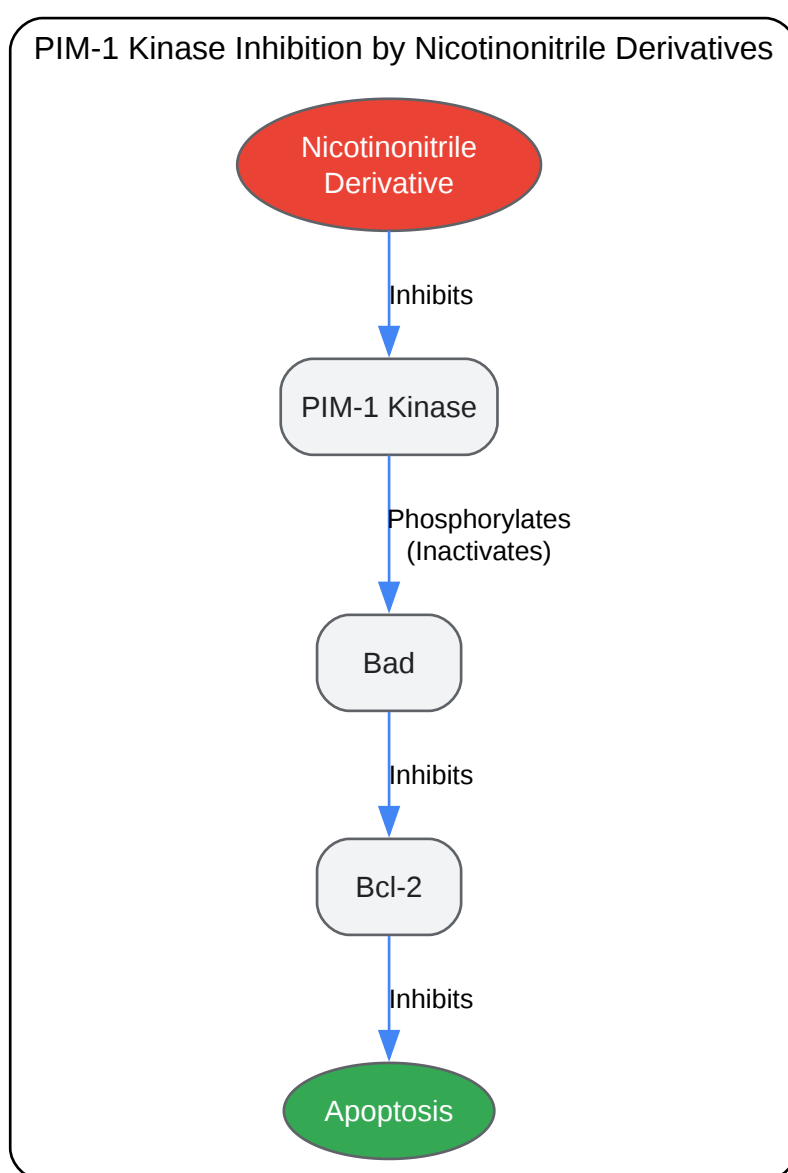 PIM-1 Kinase Inhibition by Nicotinonitrile Derivatives
Nicotinonitrile
Derivative
Inhibits
PIM-1 Kinase
Phosphorylates
(Inactivates)
Bad
Inhibits
Bcl-2
Inhibits
Apoptosis